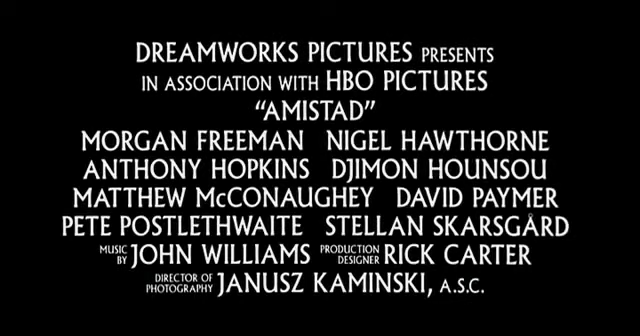 DREAMWORKS PICTURES PRESENTS
IN ASSOCIATION WITH HBO PICTURES
“AMISTAD”
MORGAN FREEMAN NIGEL HAWTHORNE
ANTHONY HOPKINS DJIMON HOUNSOU
MATTHEW McCONAUGHEY DAVID PAYMER
PETE POSTLETHWAITE STELLAN SKARSGÅRD
MUSIC BY JOHN WILLIAMS PRODUCTION DESIGNER RICK CARTER
DIRECTOR OF PHOTOGRAPHY JANUSZ KAMINSKI, A.S.C.